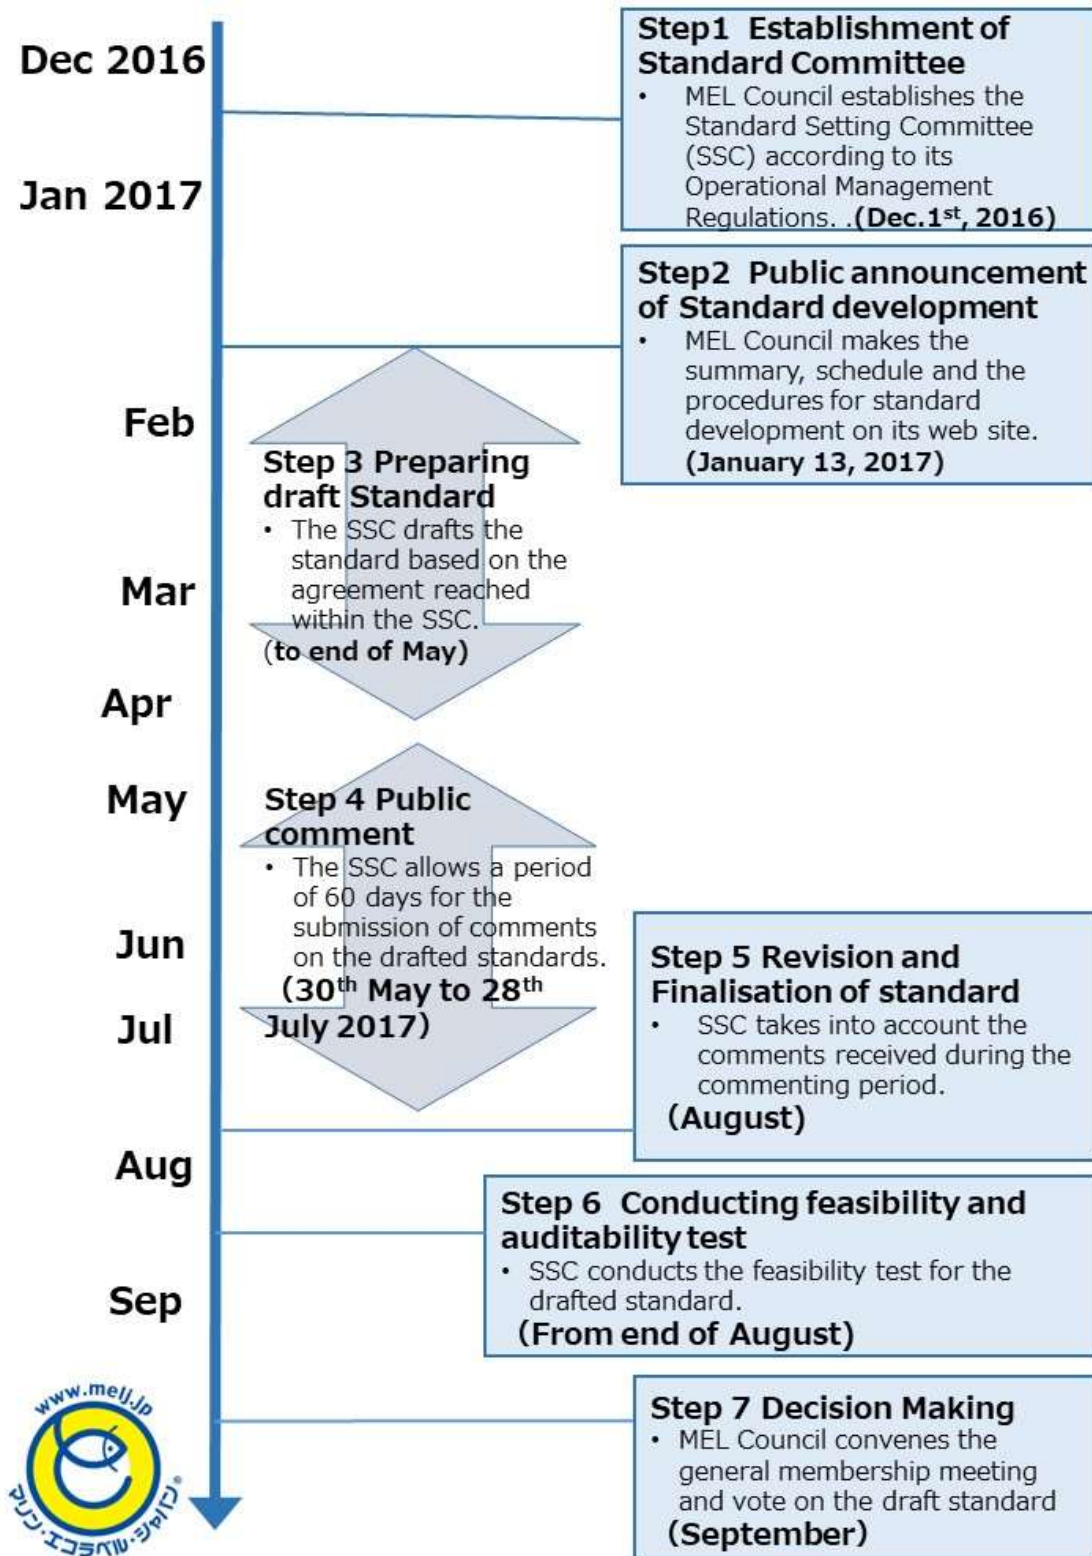 Dec 2016
Jan 2017
Feb
Mar
Apr
May
Jun
Jul
Aug
Sep
Step1 Establishment of
Standard Committee
• MEL Council establishes the
Standard Setting Committee
(SSC) according to its
Operational Management
Regulations. .(Dec.1st, 2016)
Step2 Public announcement
of Standard development
• MEL Council makes the
summary, schedule and the
procedures for standard
development on its web site.
(January 13, 2017)
Step 3 Preparing
draft Standard
• The SSC drafts the
standard based on the
agreement reached
within the SSC.
(to end of May)
Step 4 Public
comment
• The SSC allows a period
of 60 days for the
submission of comments
on the drafted standards.
(30th May to 28th
July 2017)
Step 5 Revision and
Finalisation of standard
• SSC takes into account the
comments received during the
commenting period.
(August)
Step 6 Conducting feasibility and
auditability test
• SSC conducts the feasibility test for the
drafted standard.
(From end of August)
Step 7 Decision Making
• MEL Council convenes the
general membership meeting
and vote on the draft standard
(September)
www.melj.jp
マリン・エコラベル・ジャパン®